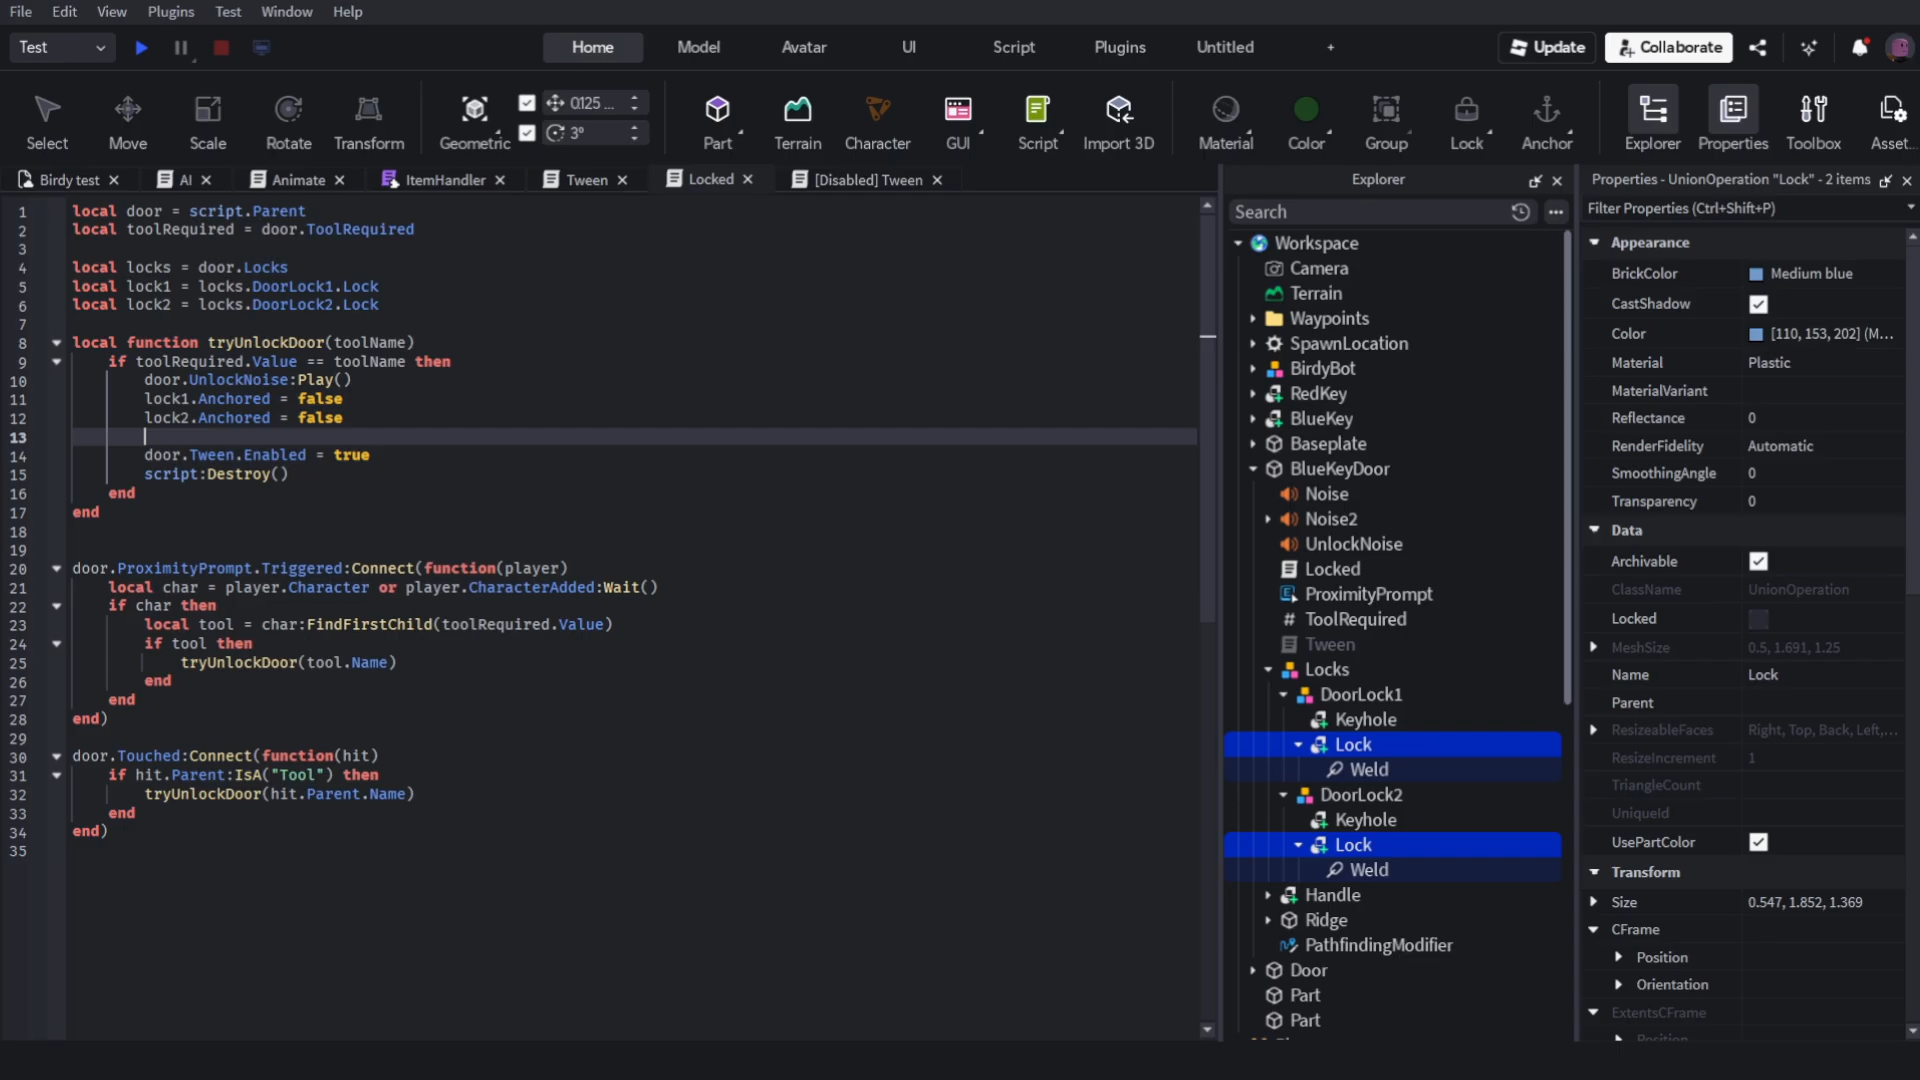 File Edit View Plugins Test Window Help
Test Home Model Avatar UI Script Plugins Untitled + Update Collaborate
Select Move Scale Rotate Transform Geometric 0.125 ... 3° Part Terrain Character GUI Script Import 3D Material Color Group Lock Anchor Explorer Properties Toolbox Asset...
Birdy test AI Animate ItemHandler Tween Locked [Disabled] Tween
1 local door = script.Parent
2 local toolRequired = door.ToolRequired
3
4 local locks = door.Locks
5 local lock1 = locks.DoorLock1.Lock
6 local lock2 = locks.DoorLock2.Lock
7
8 local function tryUnlockDoor(toolName)
9 if toolRequired.Value == toolName then
10 door.UnlockNoise:Play()
11 lock1.Anchored = false
12 lock2.Anchored = false
13
14 door.Tween.Enabled = true
15 script:Destroy()
16 end
17 end
18
19
20 door.ProximityPrompt.Triggered:Connect(function(player)
21 local char = player.Character or player.CharacterAdded:Wait()
22 if char then
23 local tool = char:FindFirstChild(toolRequired.Value)
24 if tool then
25 tryUnlockDoor(tool.Name)
26 end
27 end
28 end)
29
30 door.Touched:Connect(function(hit)
31 if hit.Parent:IsA("Tool") then
32 tryUnlockDoor(hit.Parent.Name)
33 end
34 end)
35
Explorer
Search
Workspace
Camera
Terrain
Waypoints
SpawnLocation
BirdyBot
RedKey
BlueKey
Baseplate
BlueKeyDoor
Noise
Noise2
UnlockNoise
Locked
ProximityPrompt
ToolRequired
Tween
Locks
DoorLock1
Keyhole
Lock
Weld
DoorLock2
Keyhole
Lock
Weld
Handle
Ridge
PathfindingModifier
Door
Part
Part
Properties - UnionOperation "Lock" - 2 items
Filter Properties (Ctrl+Shift+P)
Appearance
BrickColor Medium blue
CastShadow
Color [110, 153, 202] (M...
Material Plastic
MaterialVariant
Reflectance 0
RenderFidelity Automatic
SmoothingAngle 0
Transparency 0
Data
Archivable
ClassName UnionOperation
Locked
MeshSize 0.5, 1.691, 1.25
Name Lock
Parent
ResizeableFaces Right, Top, Back, Left,...
ResizeIncrement 1
TriangleCount
UniqueId
UsePartColor
Transform
Size 0.547, 1.852, 1.369
CFrame
Position
Orientation
ExtentsCFrame
Position